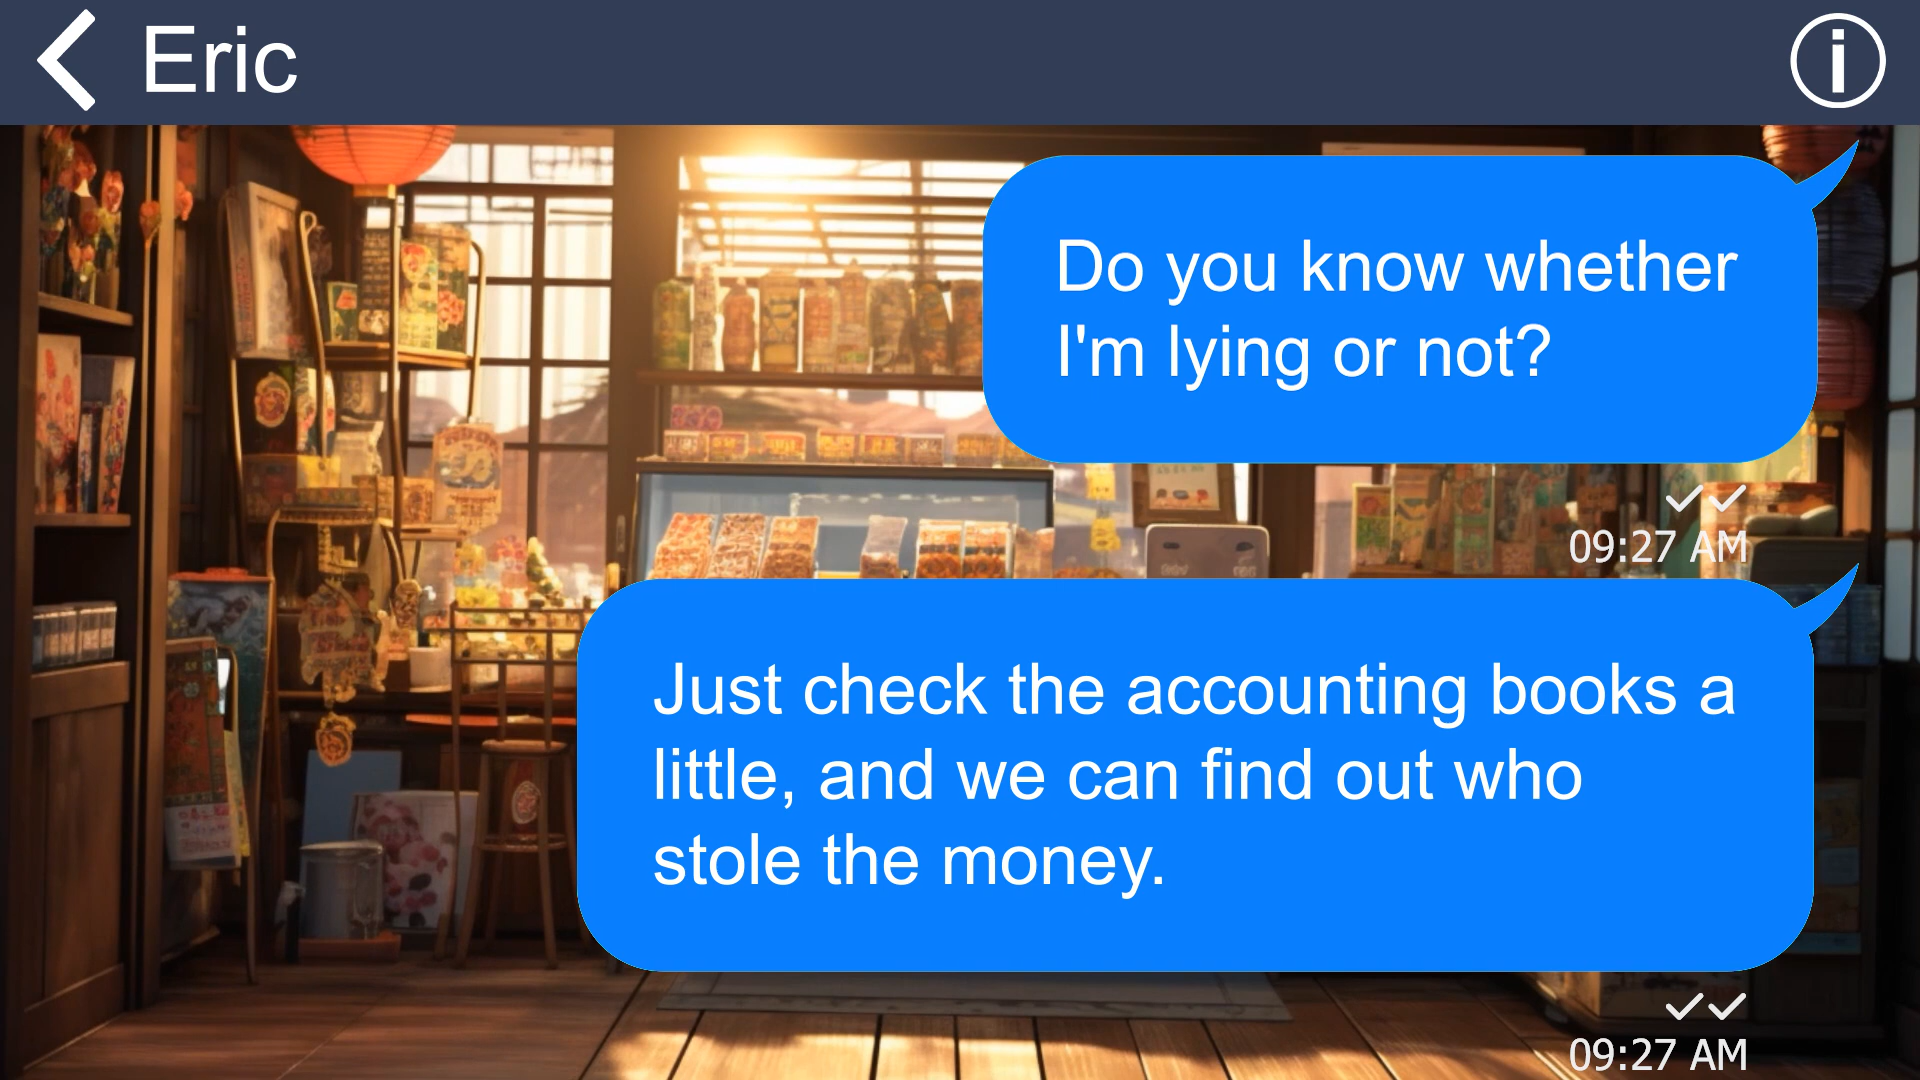 Eric
Do you know whether
I'm lying or not?
09:27 AM
Just check the accounting books a
little, and we can find out who
stole the money.
09:27 AM